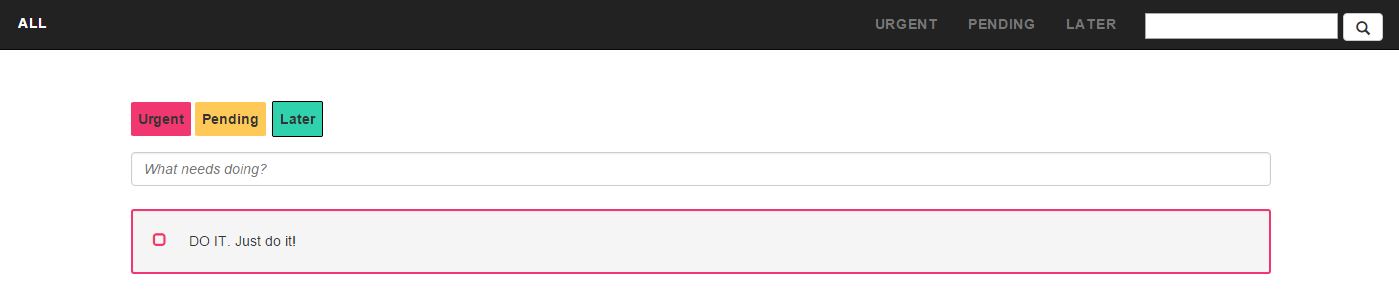 ALL URGENT PENDING LATER
Urgent Pending Later
What needs doing?
DO IT. Just do it!